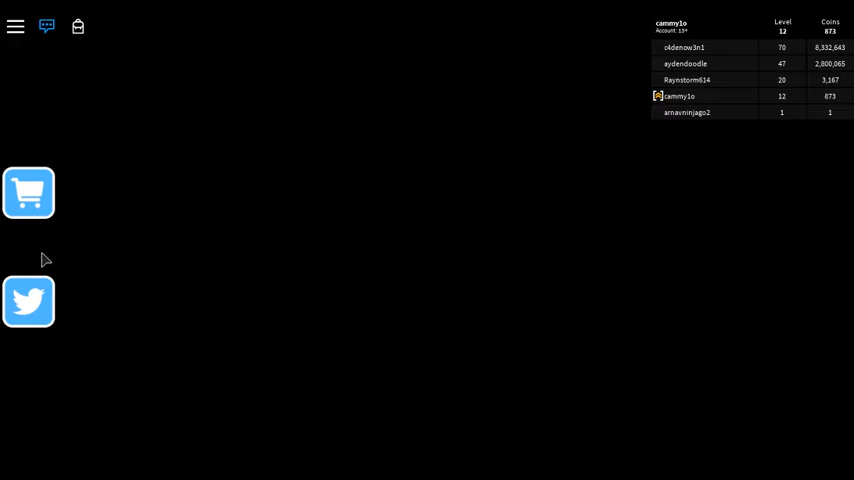 cammy1o Level Coins
Account: 13+ 12 873
c4denow3n1 70 8,332,643
aydendoodle 47 2,800,065
Raynstorm614 20 3,167
cammy1o 12 873
arnavninjago2 1 1